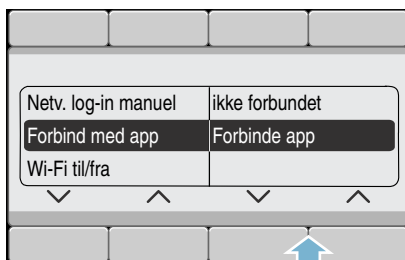 Netv. log-in manuel ikke forbundet
Forbind med app Forbinde app
Wi-Fi til/fra